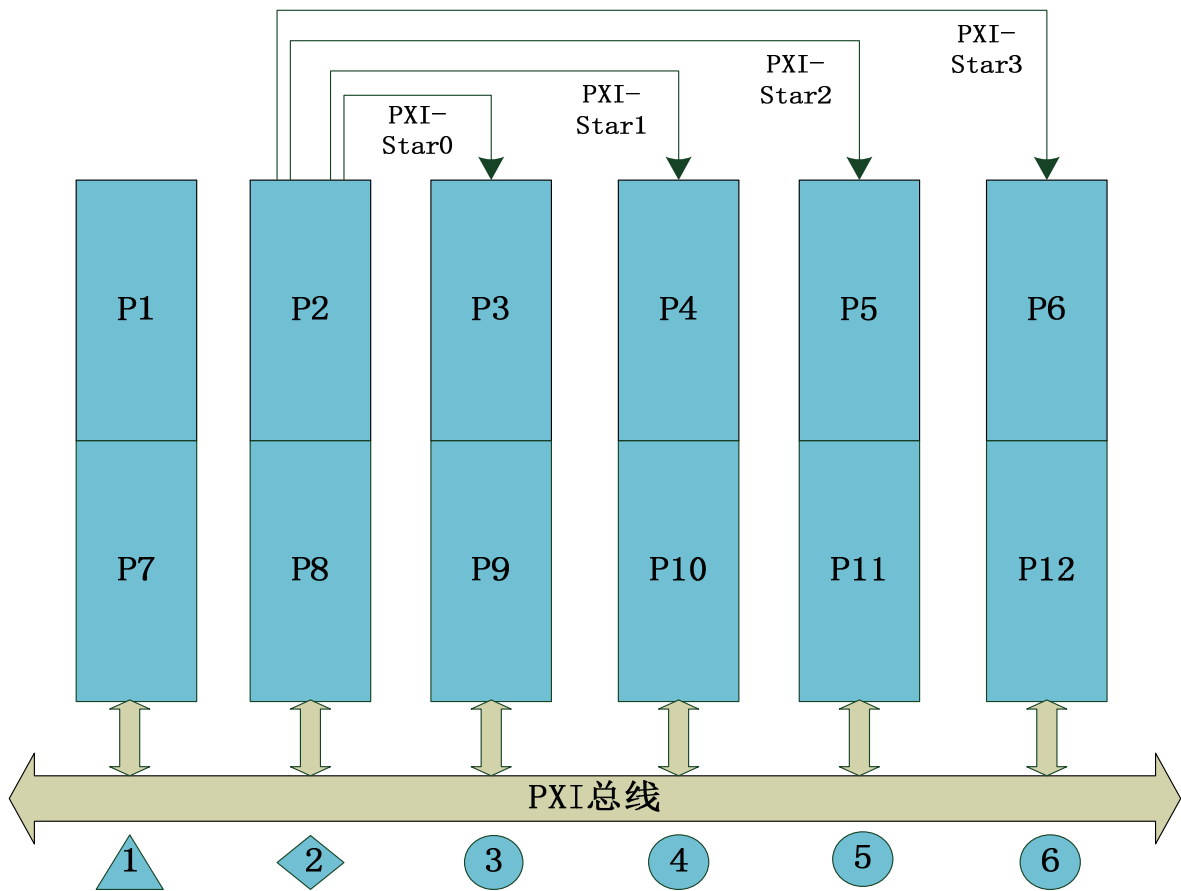 PXI-
Star3
PXI-
Star2
PXI-
Star1
PXI-
Star0
P1
P2
P3
P4
P5
P6
P7
P8
P9
P10
P11
P12
PXI总线
1
2
3
4
5
6